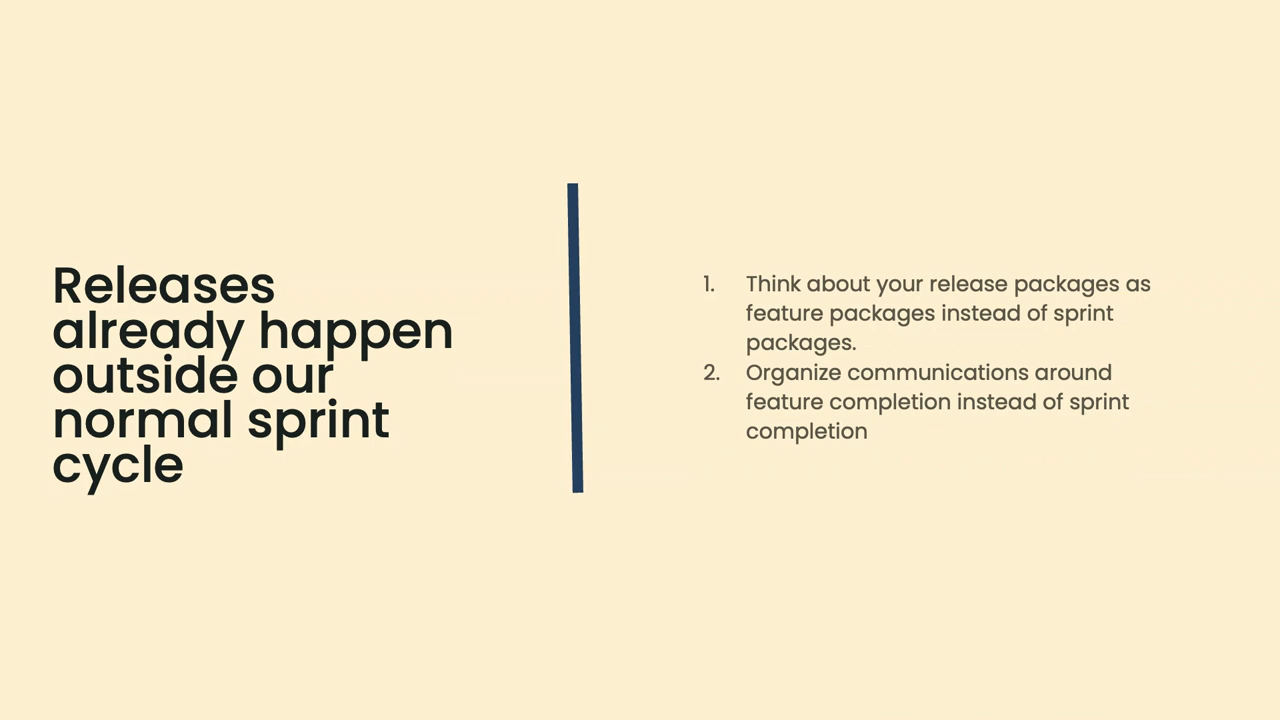 Releases
already happen
outside our
normal sprint
cycle
1. Think about your release packages as
feature packages instead of sprint
packages.
2. Organize communications around
feature completion instead of sprint
completion